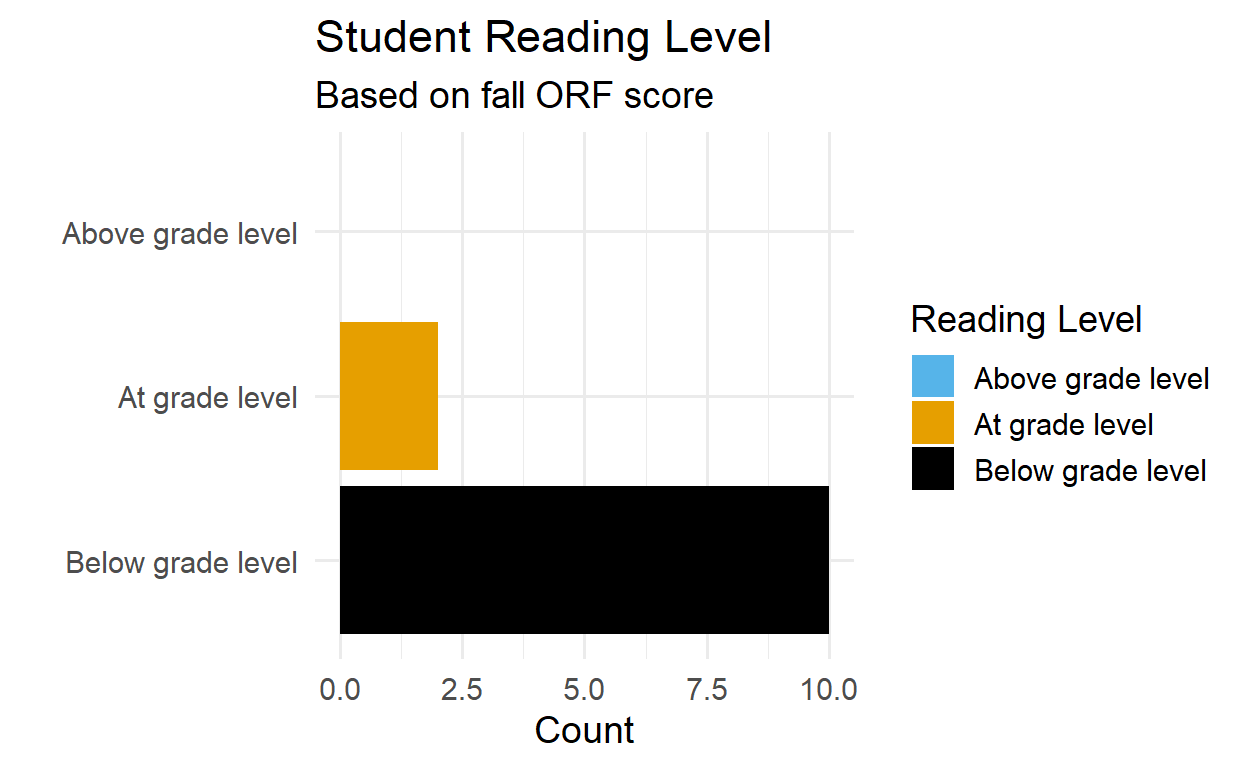 Student Reading Level
Based on fall ORF score
Above grade level
At grade level
Below grade level
0.0 2.5 5.0 7.5 10.0
Count
Reading Level
Above grade level
At grade level
Below grade level